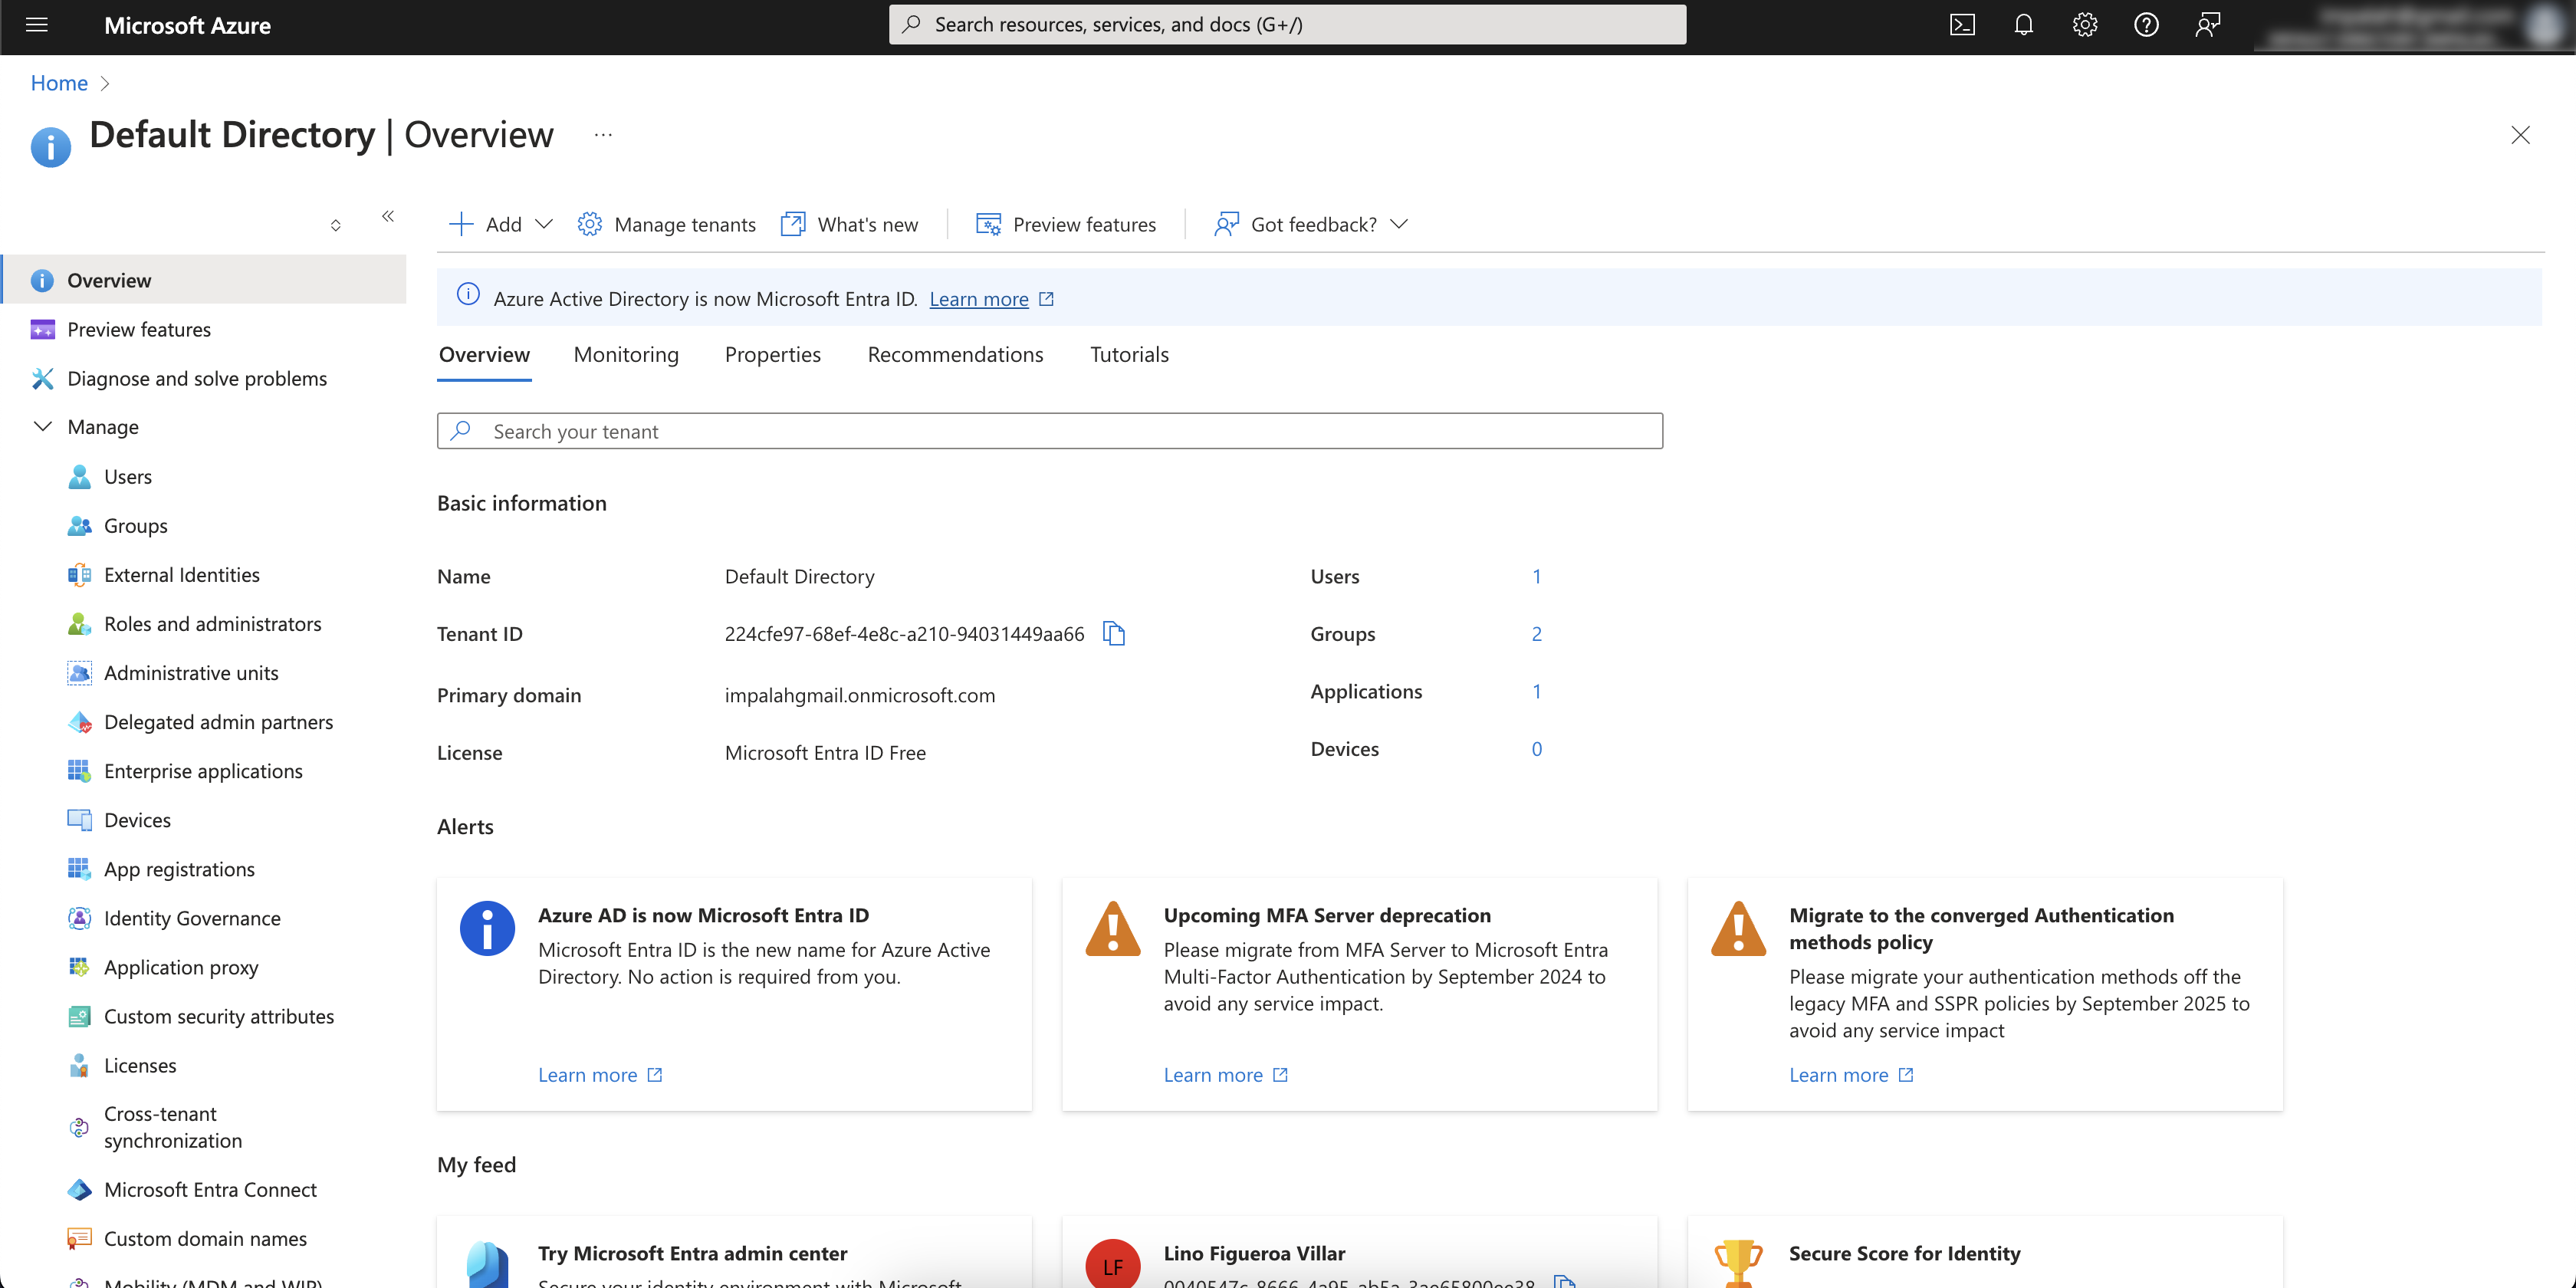 Microsoft Azure
Search resources, services, and docs (G+/)
Home
Default Directory | Overview
...
Add
Manage tenants
What's new
Preview features
Got feedback?
Overview
Preview features
Diagnose and solve problems
Manage
Users
Groups
External Identities
Roles and administrators
Administrative units
Delegated admin partners
Enterprise applications
Devices
App registrations
Identity Governance
Application proxy
Custom security attributes
Licenses
Cross-tenant
synchronization
Microsoft Entra Connect
Custom domain names
Mobility (MDM and WIP)
Azure Active Directory is now Microsoft Entra ID. Learn more
Overview
Monitoring
Properties
Recommendations
Tutorials
Search your tenant
Basic information
Name Default Directory
Tenant ID 224cfe97-68ef-4e8c-a210-94031449aa66
Primary domain impalahgmail.onmicrosoft.com
License Microsoft Entra ID Free
Users 1
Groups 2
Applications 1
Devices 0
Alerts
Azure AD is now Microsoft Entra ID
Microsoft Entra ID is the new name for Azure Active
Directory. No action is required from you.
Learn more
Upcoming MFA Server deprecation
Please migrate from MFA Server to Microsoft Entra
Multi-Factor Authentication by September 2024 to
avoid any service impact.
Learn more
Migrate to the converged Authentication
methods policy
Please migrate your authentication methods off the
legacy MFA and SSPR policies by September 2025 to
avoid any service impact
Learn more
My feed
Try Microsoft Entra admin center
Secure your identity environment with Microsoft
LF
Lino Figueroa Villar
0040547c-8666-4a95-ab5a-3ae65800ee38
Secure Score for Identity